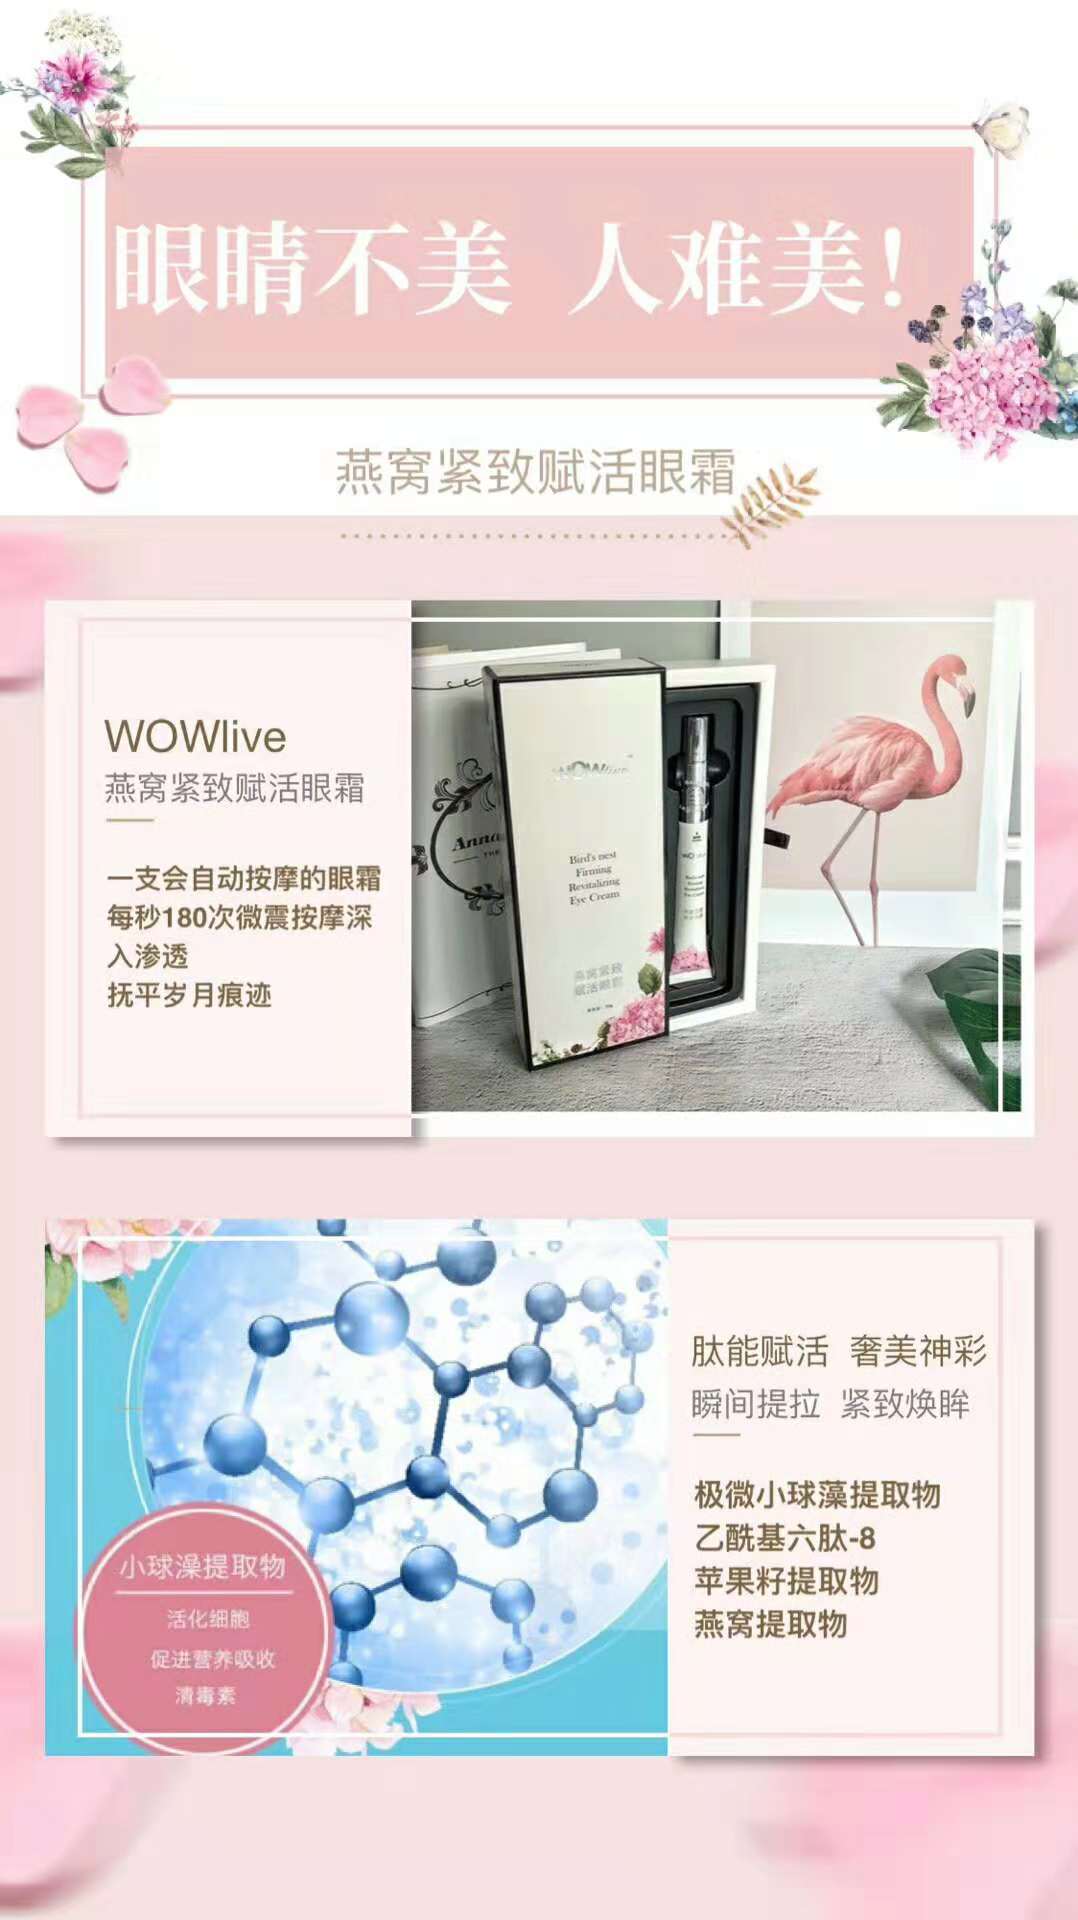 眼睛不美 人难美！
燕窝紧致赋活眼霜
WOWlive
燕窝紧致赋活眼霜
一支会自动按摩的眼霜
每秒180次微震按摩深
入渗透
抚平岁月痕迹
Anna
THE
WOWlive
Bird's nest
Firming
Revitalizing
Eye Cream
燕窝紧致
赋活眼霜
肽能赋活 奢美神彩
瞬间提拉 紧致焕眸
极微小球藻提取物
乙酰基六肽-8
苹果籽提取物
燕窝提取物
小球澡提取物
活化细胞
促进营养吸收
清毒素